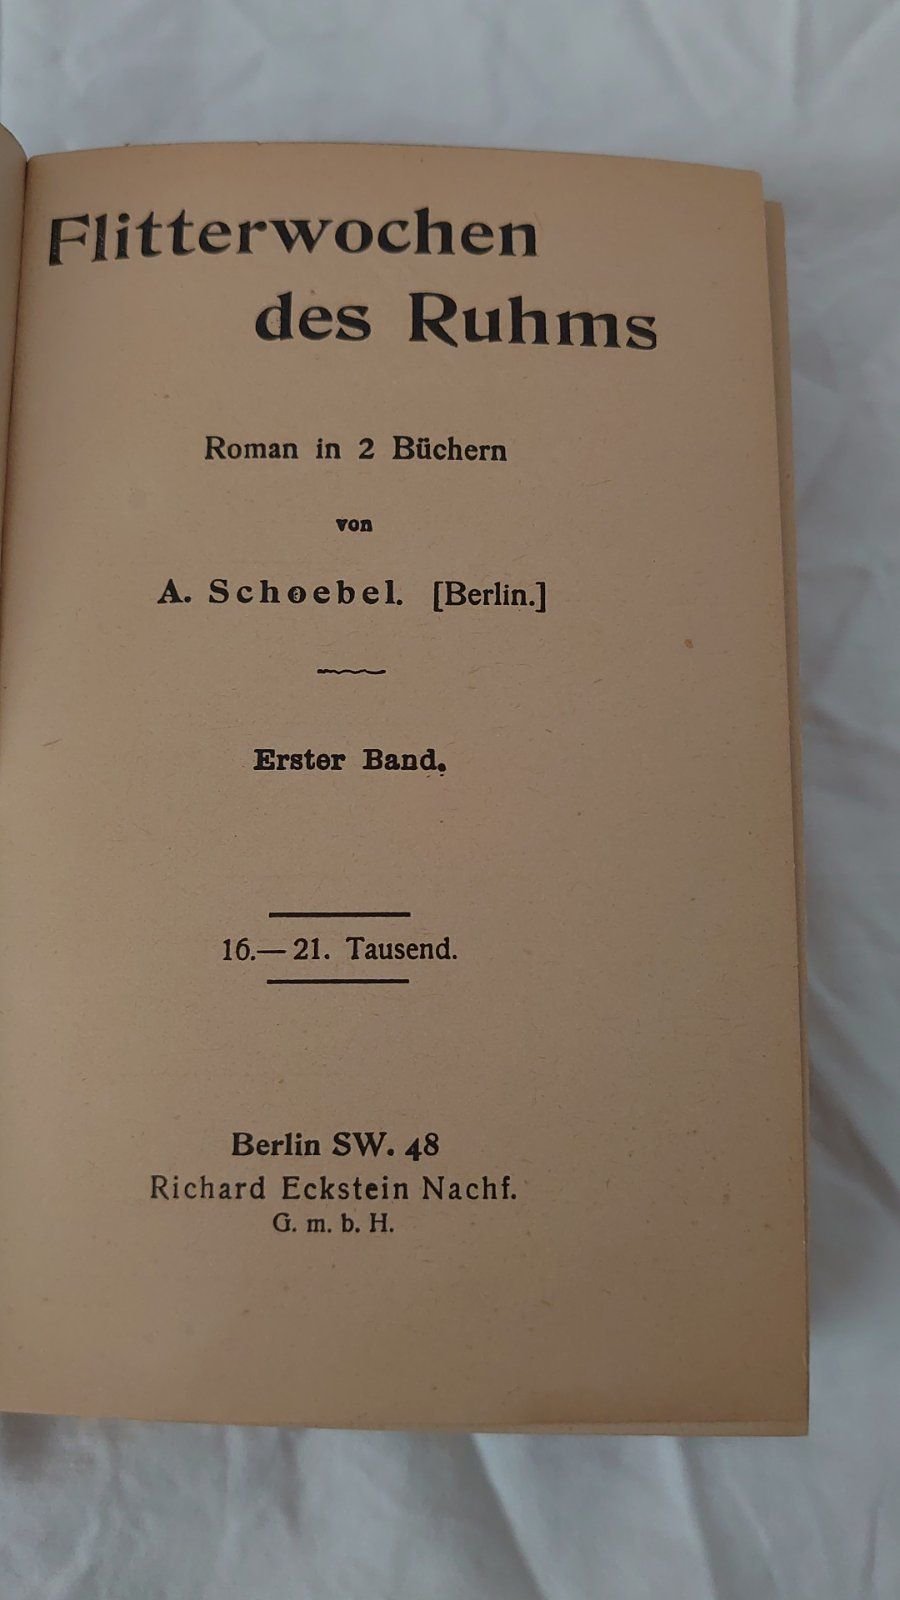 Flitterwochen
des Ruhms
Roman in 2 Büchern
von
A. Schoebel. [Berlin.]
Erster Band.
16.— 21. Tausend.
Berlin SW. 48
Richard Eckstein Nachf.
G. m. b. H.